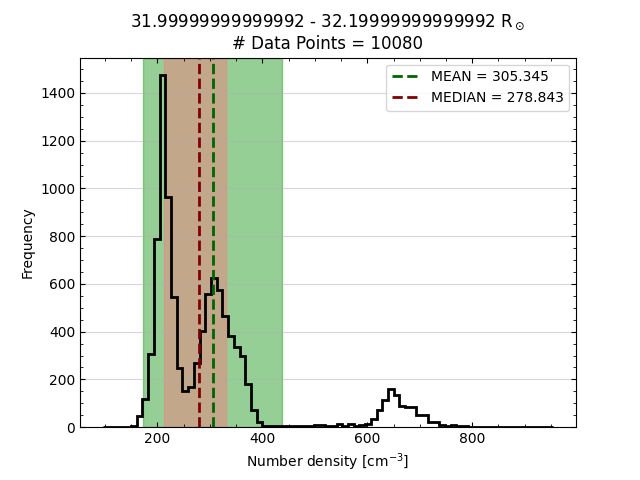 31.99999999999992 - 32.19999999999992 R⊙
# Data Points = 10080
MEAN = 305.345
MEDIAN = 278.843
1400
1200
1000
800
600
400
200
0
Frequency
200 400 600 800
Number density [cm⁻³]